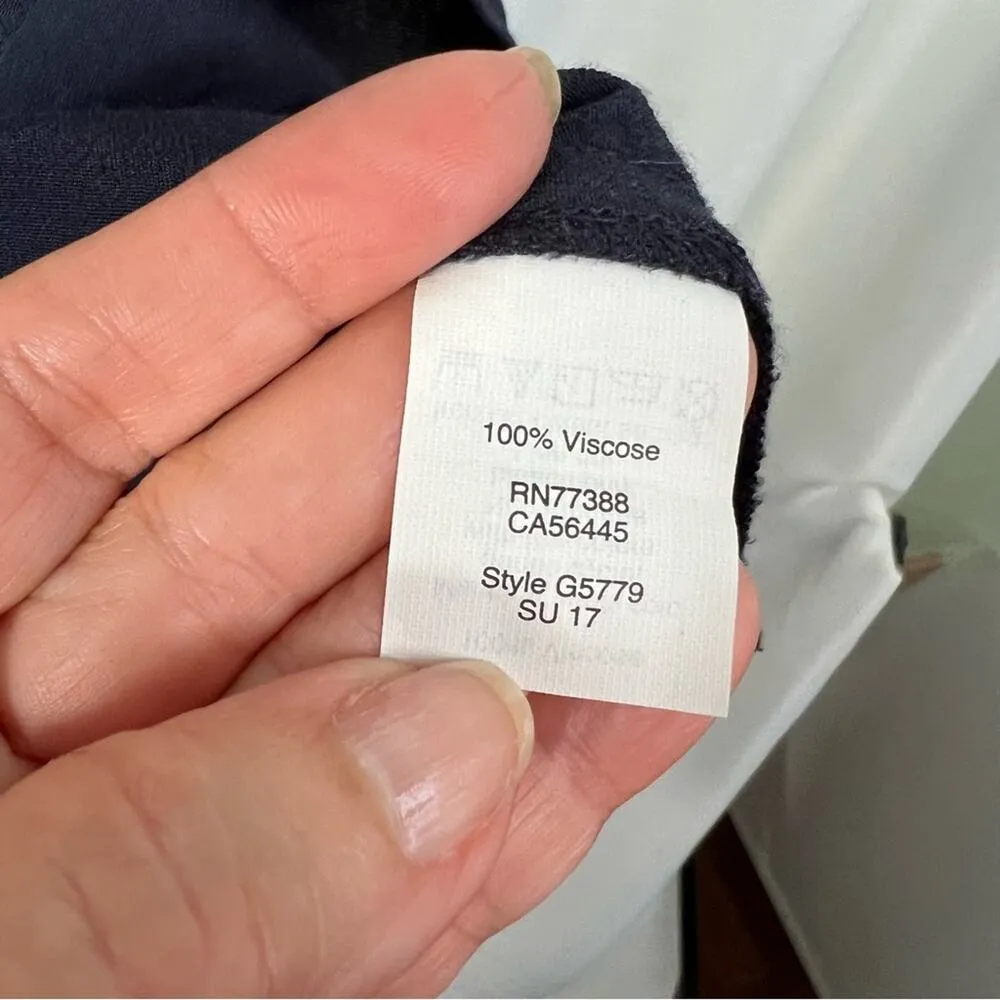 100% Viscose
RN77388
CA56445
Style G5779
SU 17